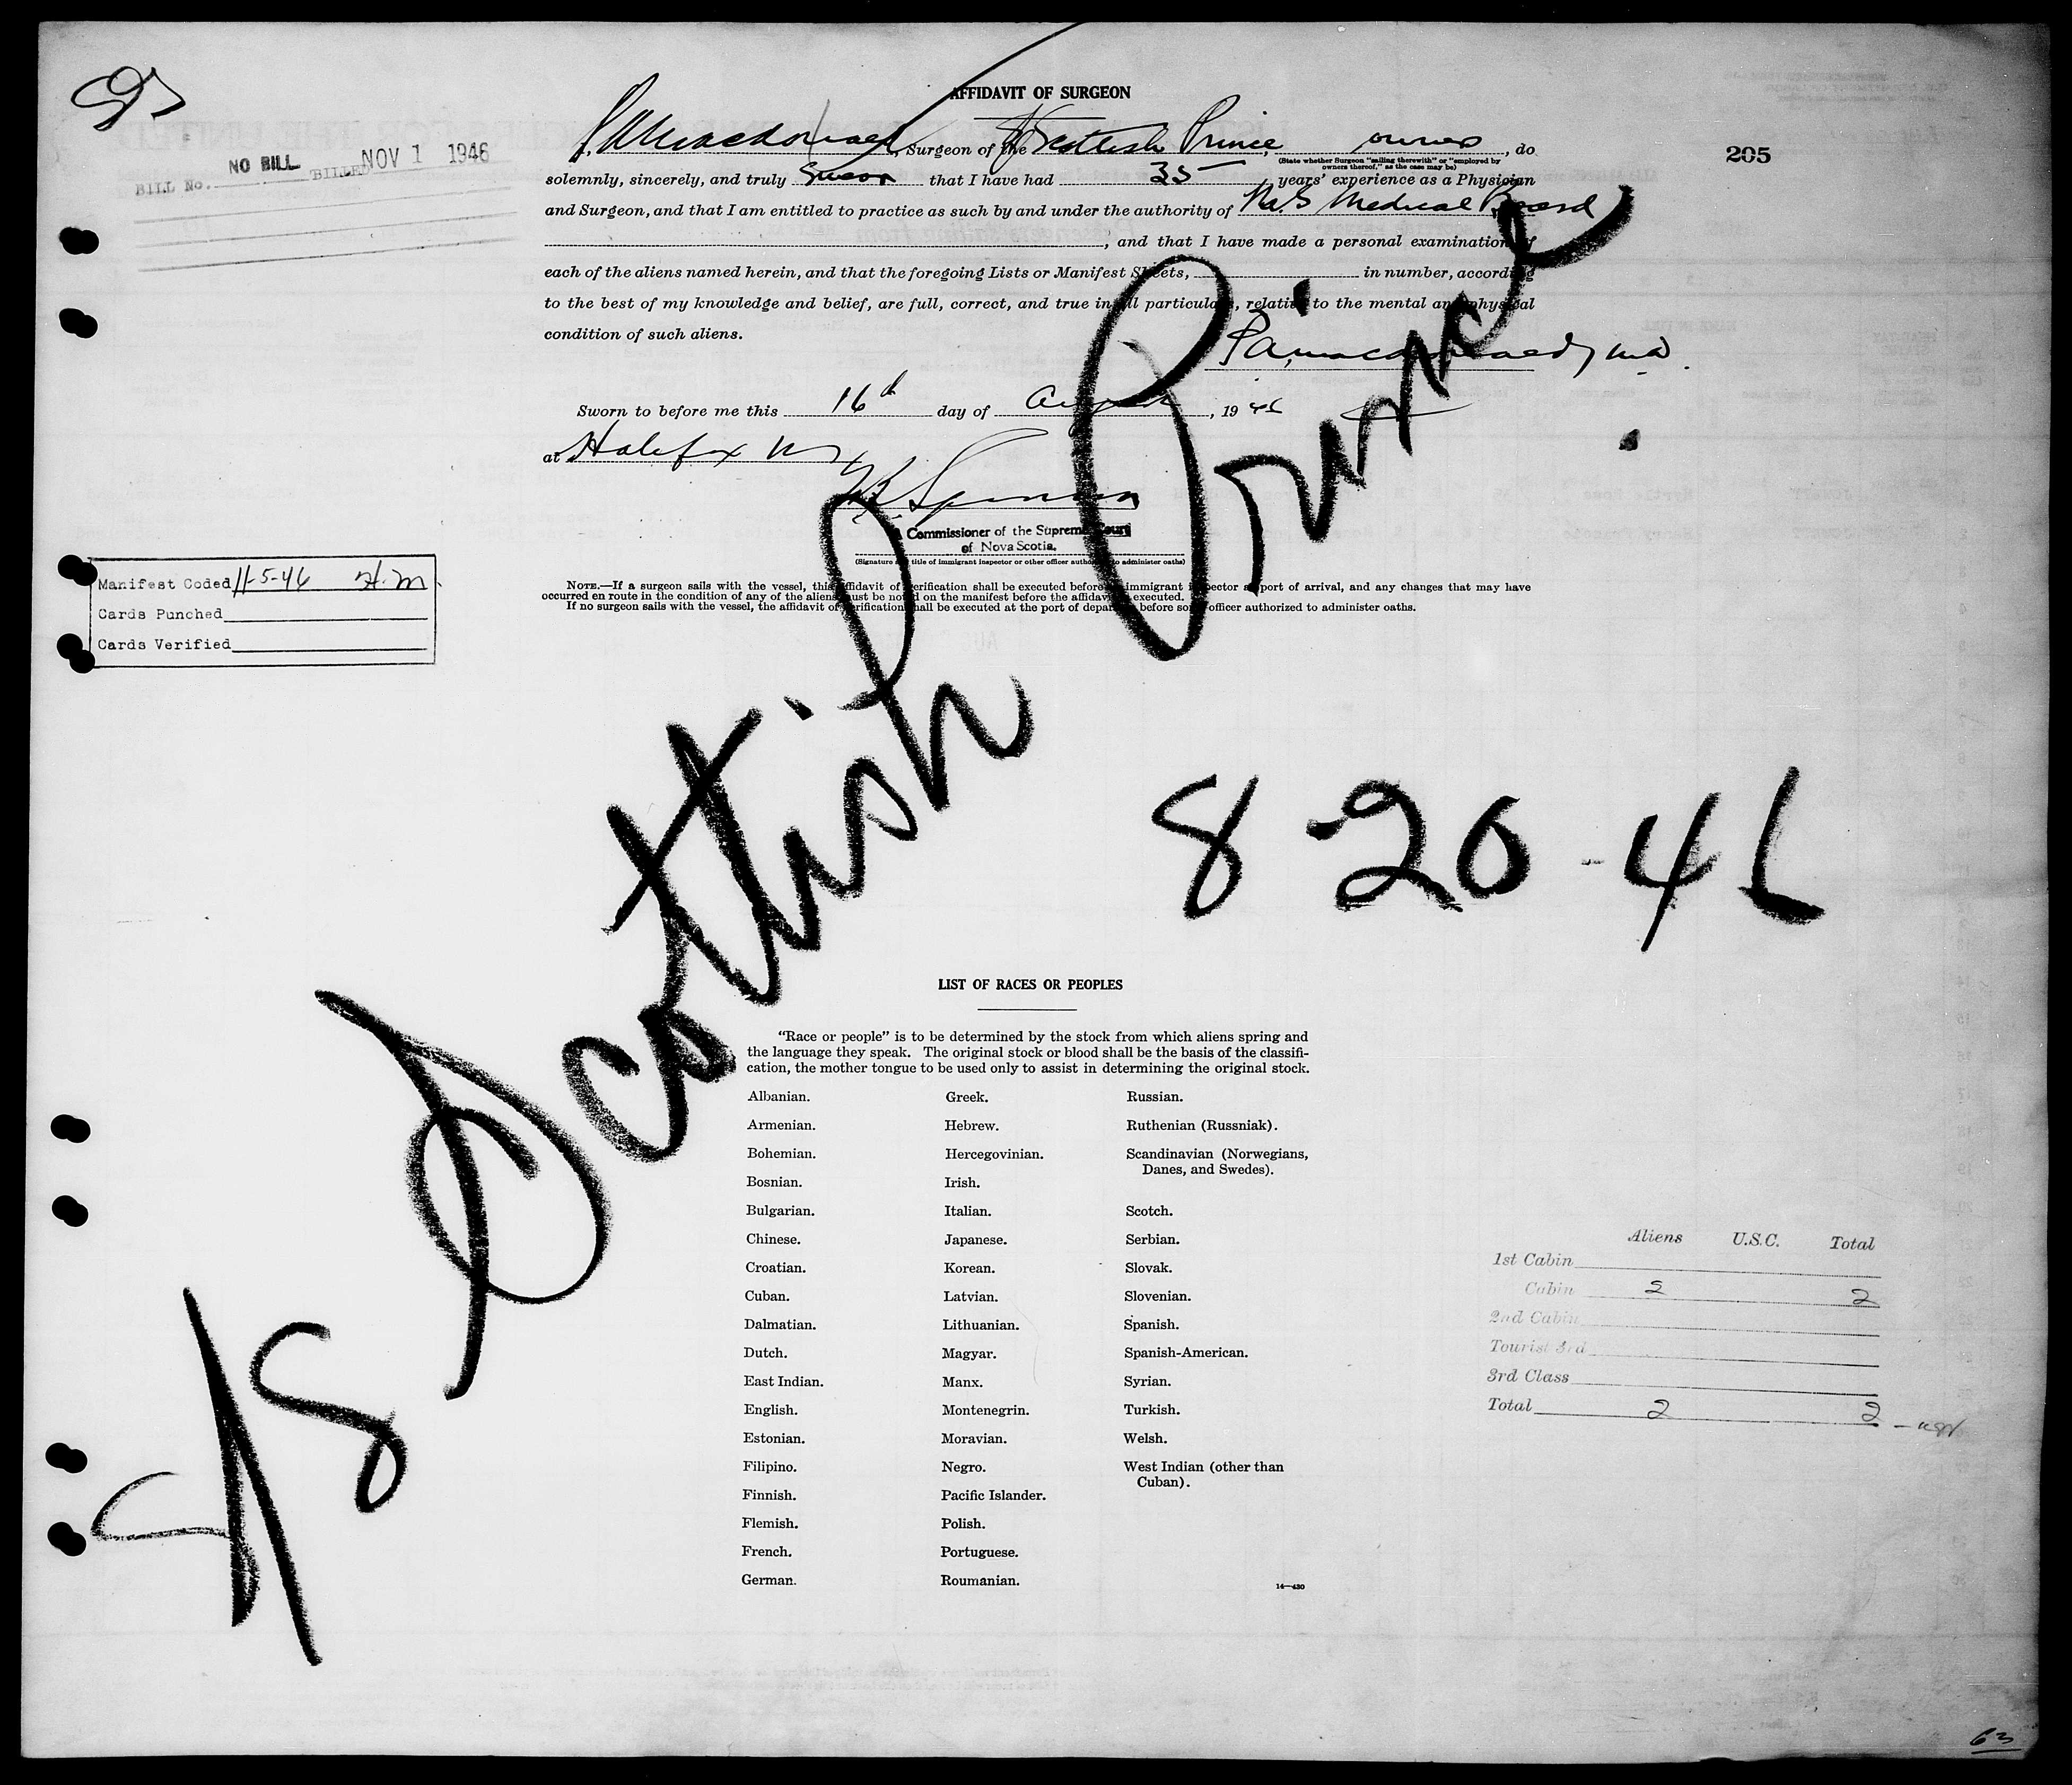 AFFIDAVIT OF SURGEON
Macdonald, Surgeon of the Scottish Prince, owner, do
(State whether Surgeon "sailing therewith" or "employed by owners thereof," as the case may be)
205
NO BILL
BILL No. BILLED NOV 1 1946
solemnly, sincerely, and truly swear that I have had 35 years' experience as a Physician
and Surgeon, and that I am entitled to practice as such by and under the authority of N.S Medical Board
, and that I have made a personal examination of
each of the aliens named herein, and that the foregoing Lists or Manifest Sheets, in number, according
to the best of my knowledge and belief, are full, correct, and true in all particulars, relative to the mental and physical
condition of such aliens.
Macdonald, MD.
Sworn to before me this 16th day of August, 1946
at Halifax NS
A Commissioner of the Supreme Court
of Nova Scotia.
(Signature and title of immigrant inspector or other officer authorized to administer oaths)
Manifest Coded 11-5-46 H.M.
Cards Punched
Cards Verified
NOTE.—If a surgeon sails with the vessel, this affidavit of verification shall be executed before immigrant inspector at port of arrival, and any changes that may have
occurred en route in the condition of any of the aliens must be noted on the manifest before the affidavit is executed.
If no surgeon sails with the vessel, the affidavit of verification shall be executed at the port of departure before some officer authorized to administer oaths.
S/S Scottish Prince
8-20-46
LIST OF RACES OR PEOPLES
"Race or people" is to be determined by the stock from which aliens spring and
the language they speak. The original stock or blood shall be the basis of the classifi-
cation, the mother tongue to be used only to assist in determining the original stock.
Albanian. Greek. Russian.
Armenian. Hebrew. Ruthenian (Russniak).
Bohemian. Hercegovinian. Scandinavian (Norwegians,
Danes, and Swedes).
Bosnian. Irish.
Bulgarian. Italian. Scotch.
Chinese. Japanese. Serbian.
Croatian. Korean. Slovak.
Cuban. Latvian. Slovenian.
Dalmatian. Lithuanian. Spanish.
Dutch. Magyar. Spanish-American.
East Indian. Manx. Syrian.
English. Montenegrin. Turkish.
Estonian. Moravian. Welsh.
Filipino. Negro. West Indian (other than
Cuban).
Finnish. Pacific Islander.
Flemish. Polish.
French. Portuguese.
German. Roumanian.
14—430
Aliens U.S.C. Total
1st Cabin
Cabin 2 2
2nd Cabin
Tourist 3rd
3rd Class
Total 2 2
63